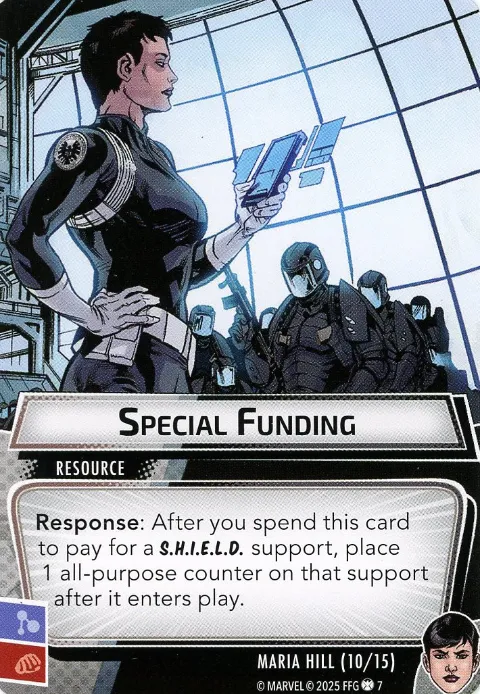 SPECIAL FUNDING
RESOURCE
Response: After you spend this card
to pay for a S.H.I.E.L.D. support, place
1 all-purpose counter on that support
after it enters play.
MARIA HILL (10/15)
© MARVEL © 2025 FFG 7